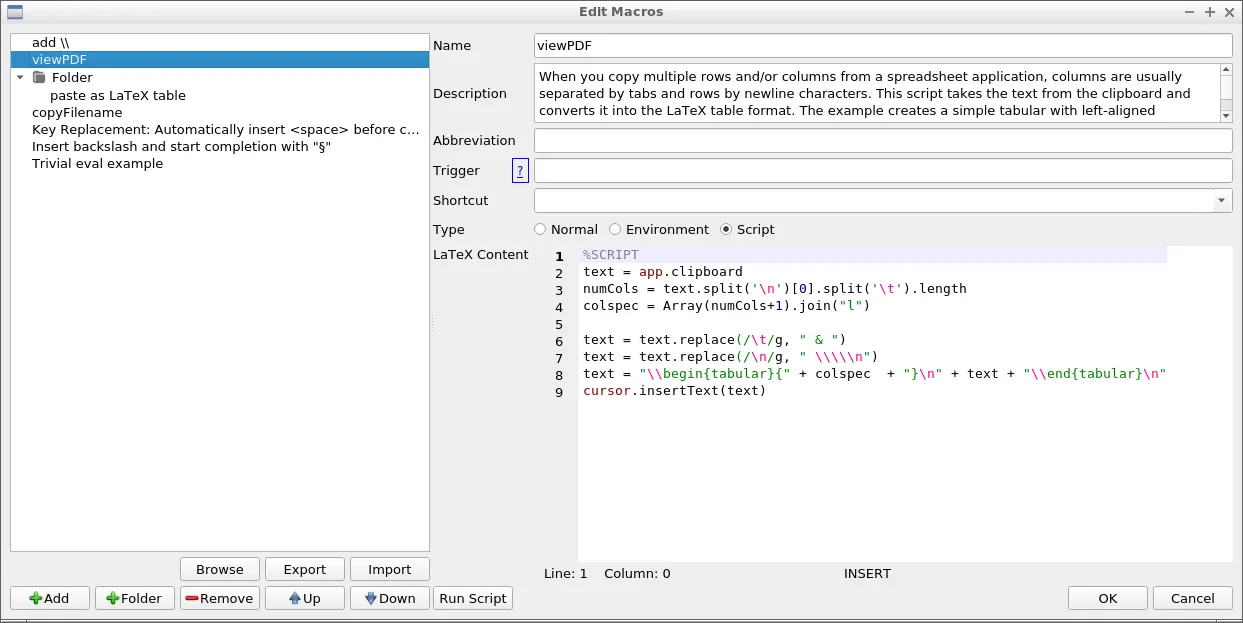 Edit Macros
add \\
viewPDF
Folder
paste as LaTeX table
copyFilename
Key Replacement: Automatically insert <space> before c...
Insert backslash and start completion with "§"
Trivial eval example
Name
viewPDF
Description
When you copy multiple rows and/or columns from a spreadsheet application, columns are usually
separated by tabs and rows by newline characters. This script takes the text from the clipboard and
converts it into the LaTeX table format. The example creates a simple tabular with left-aligned
Abbreviation
Trigger ?
Shortcut
Type Normal Environment Script
LaTeX Content
1 %SCRIPT
2 text = app.clipboard
3 numCols = text.split('\n')[0].split('\t').length
4 colspec = Array(numCols+1).join("l")
5
6 text = text.replace(/\t/g, " & ")
7 text = text.replace(/\n/g, " \\\\\n")
8 text = "\\begin{tabular}{" + colspec  + "}\n" + text + "\\end{tabular}\n"
9 cursor.insertText(text)
Line: 1 Column: 0 INSERT
Browse Export Import
Add Folder Remove Up Down Run Script OK Cancel